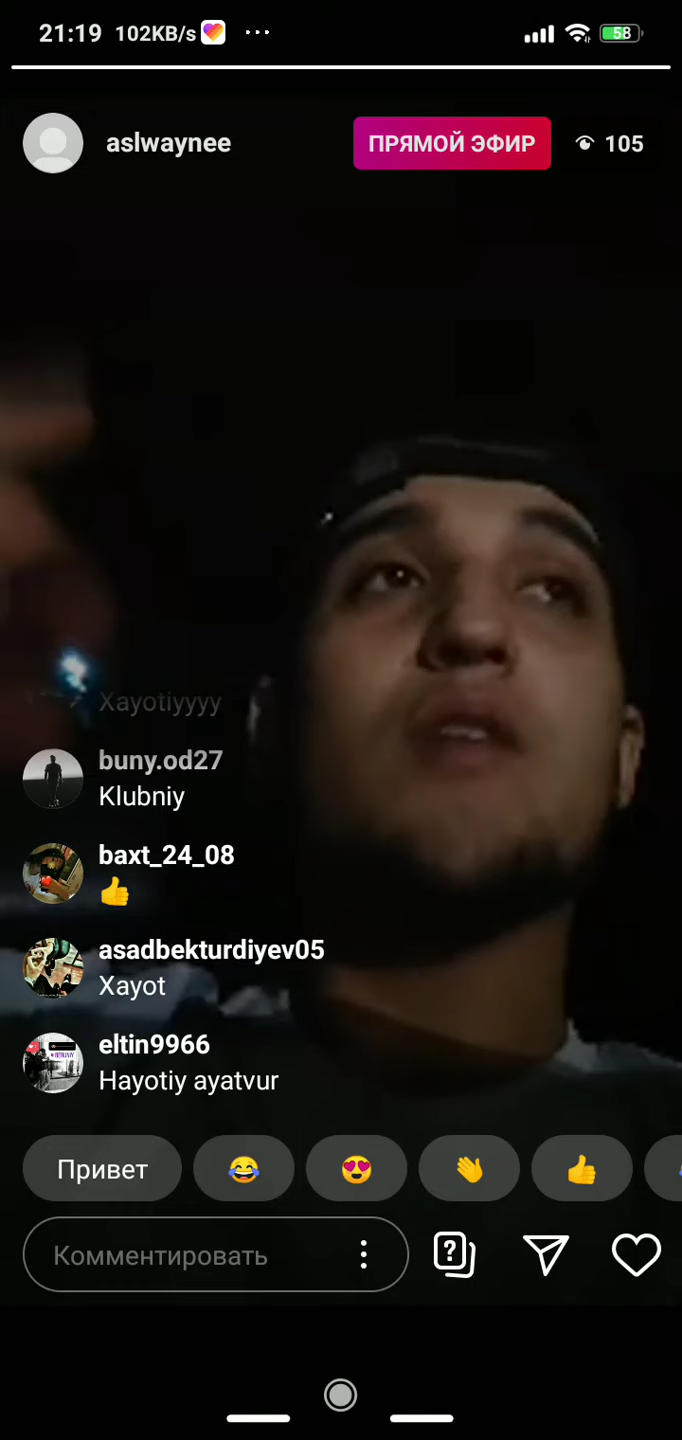 21:19 102KB/s 58
aslwaynee ПРЯМОЙ ЭФИР 105
Xayotiyyyy
buny.od27
Klubniy
baxt_24_08
👍
asadbekturdiyev05
Xayot
eltin9966
Hayotiy ayatvur
Привет 😂 😍 👋 👍
Комментировать